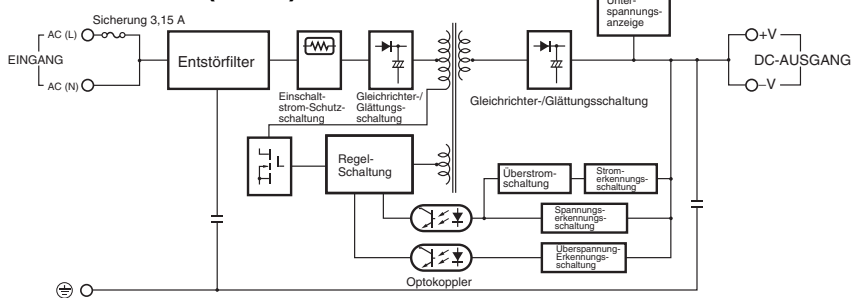 Unter-
spannungs-
anzeige
Sicherung 3,15 A
AC (L)
EINGANG
AC (N)
Entstörfilter
+V
DC-AUSGANG
–V
Einschalt-
strom-Schutz-
schaltung
Gleichrichter-/
Glättungs-
schaltung
Gleichrichter-/Glättungsschaltung
Regel-
Schaltung
Überstrom-
schaltung
Strom-
erkennungs-
schaltung
Spannungs-
erkennungs-
schaltung
Überspannung-
Erkennungs-
schaltung
Optokoppler